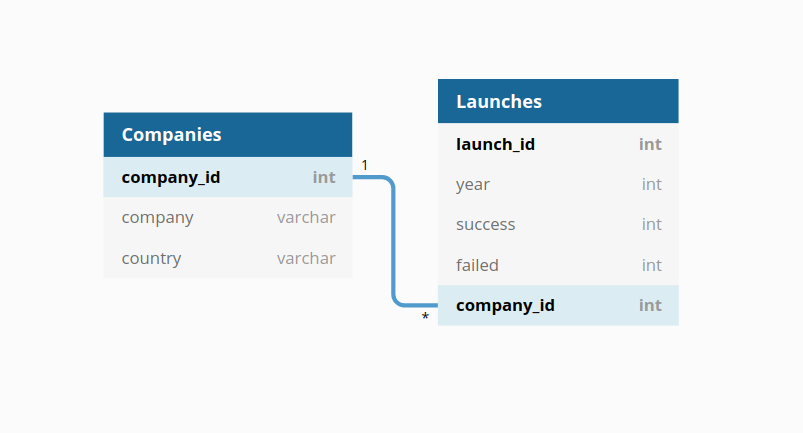 Companies
company_id int
company varchar
country varchar
1
*
Launches
launch_id int
year int
success int
failed int
company_id int